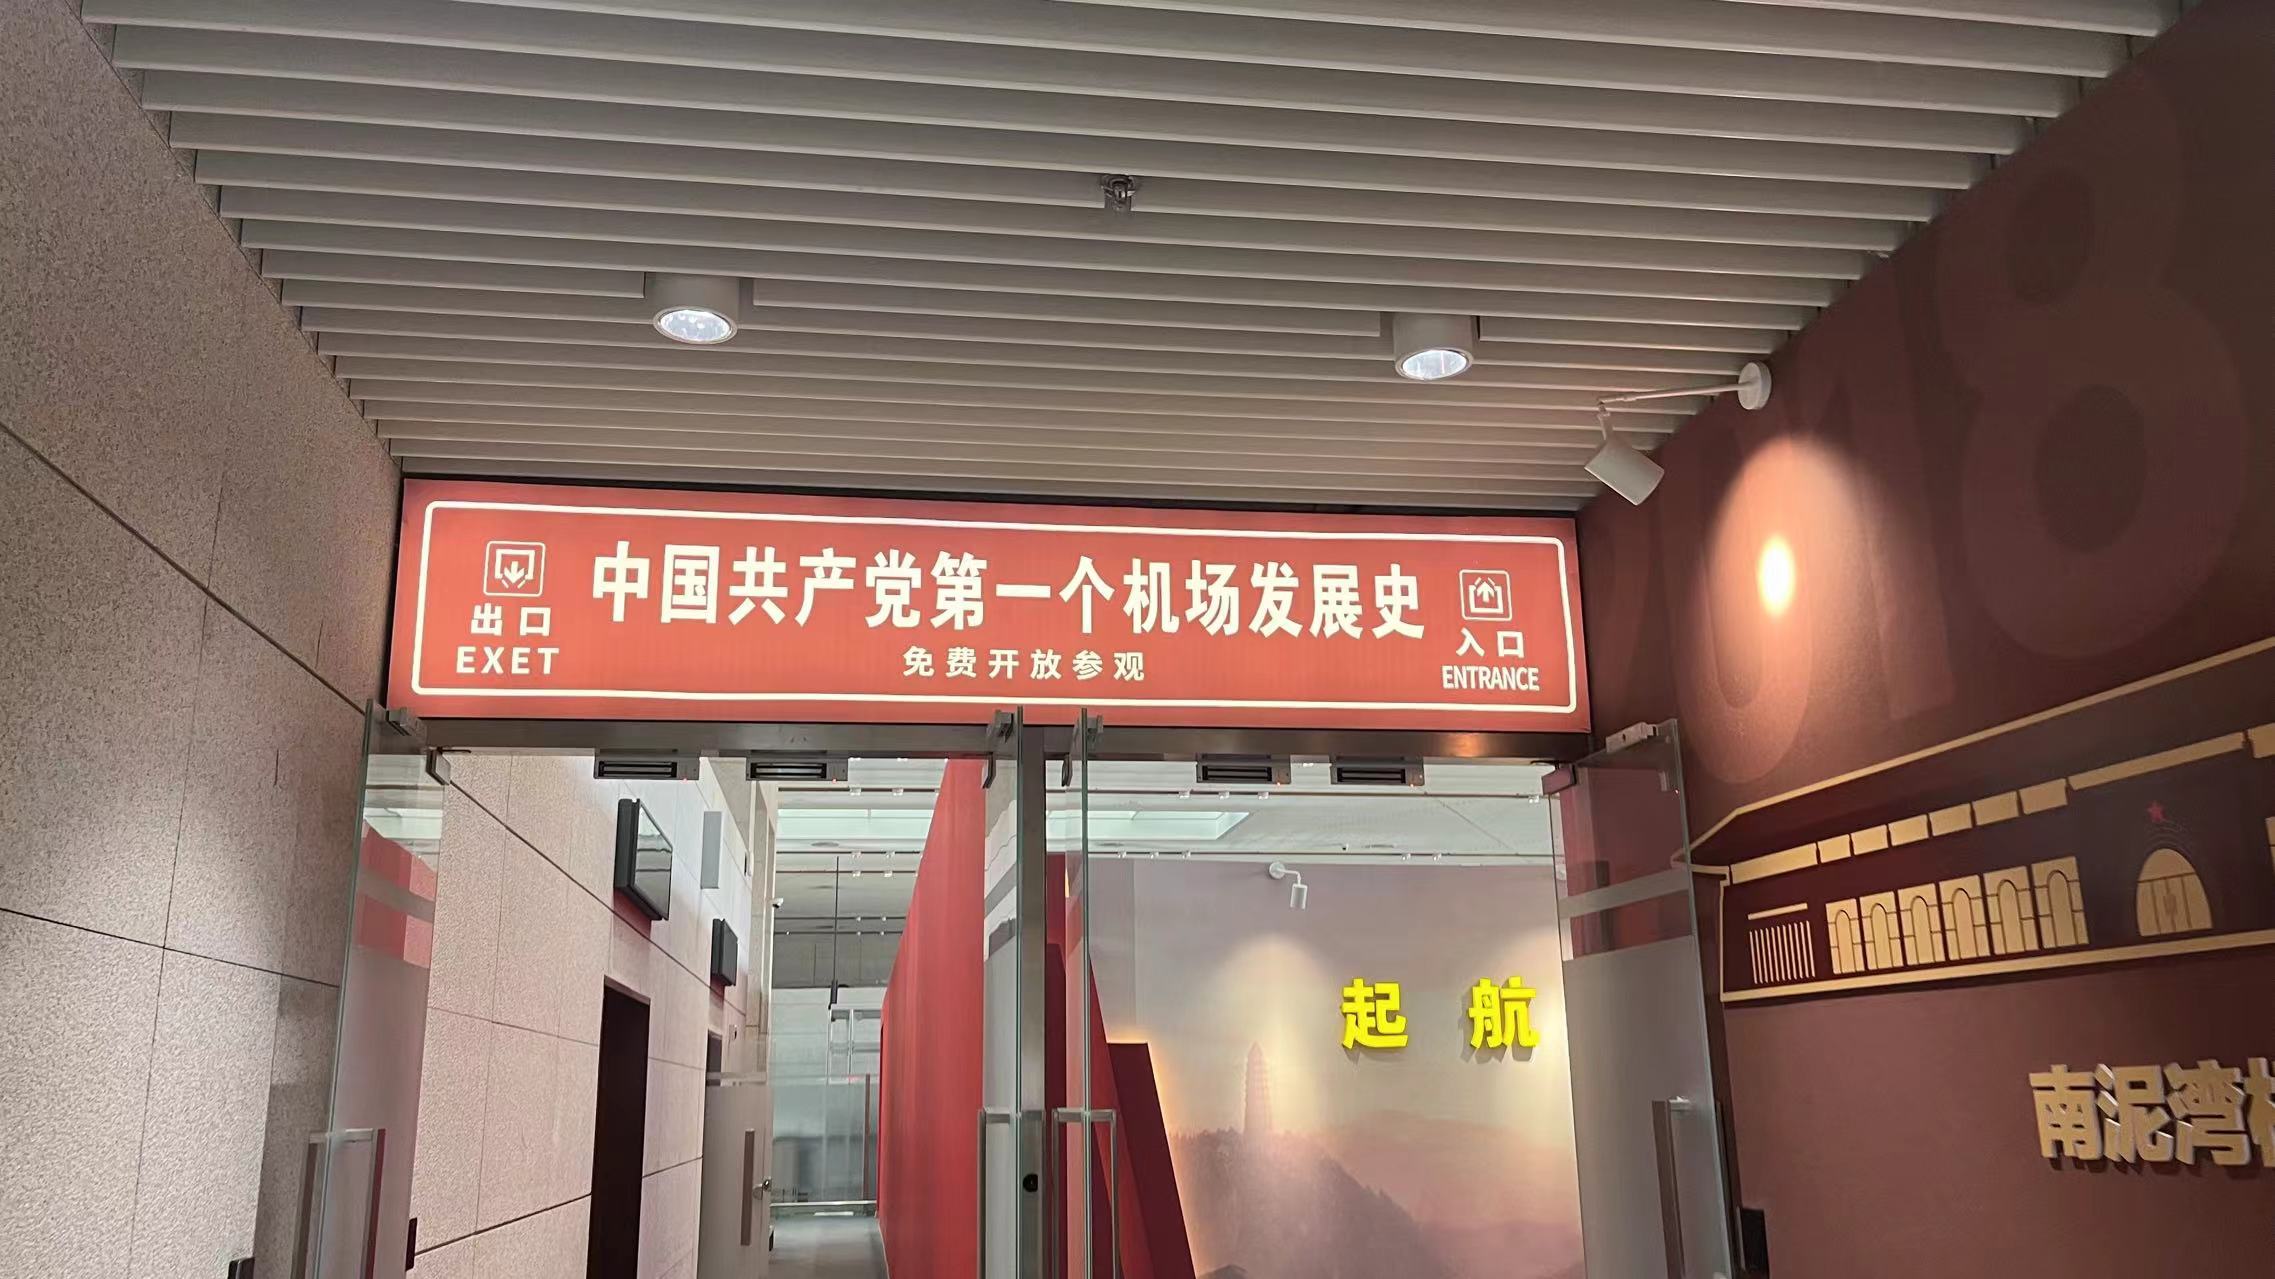 中国共产党第一个机场发展史
免费开放参观
出口
EXET
入口
ENTRANCE
起航
2018
南泥湾